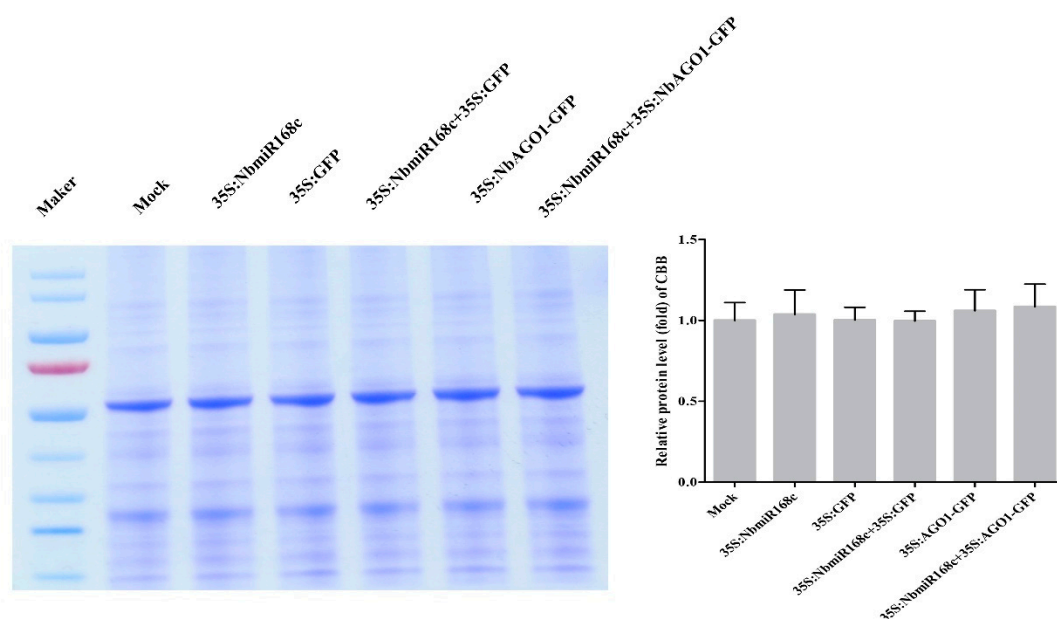 Maker
Mock
35S:NbmiR168c
35S:GFP
35S:NbmiR168c+35S:GFP
35S:NbAGO1-GFP
35S:NbmiR168c+35S:NbAGO1-GFP
Relative protein level (fold) of CBB
1.5
1.0
0.5
0.0
Mock
35S:NbmiR168c
35S:GFP
35S:NbmiR168c+35S:GFP
35S:AGO1-GFP
35S:NbmiR168c+35S:AGO1-GFP